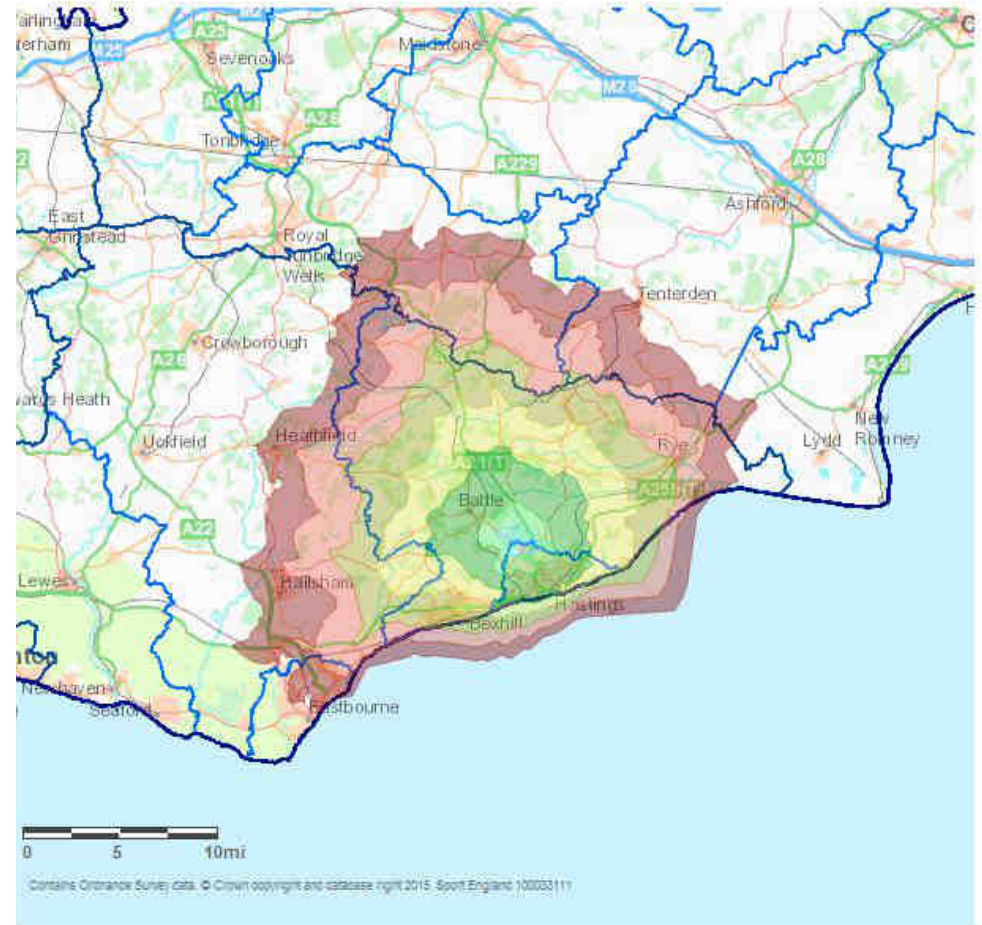 A25
M25
Sevenoaks
Maidstone
M20
A26
Tonbridge
A229
A28
Ashford
East
Grinstead
Royal
Tunbridge
Wells
Tenterden
Crowborough
A26
New
Romney
Lydd
Uckfield
Heathfield
Rye
A21(T)
Battle
A22
Lewes
Hailsham
Hastings
Bexhill
Newhaven
Seaford
Eastbourne
0 5 10mi
Contains Ordnance Survey data. © Crown copyright and database right 2015. Sport England 100033111